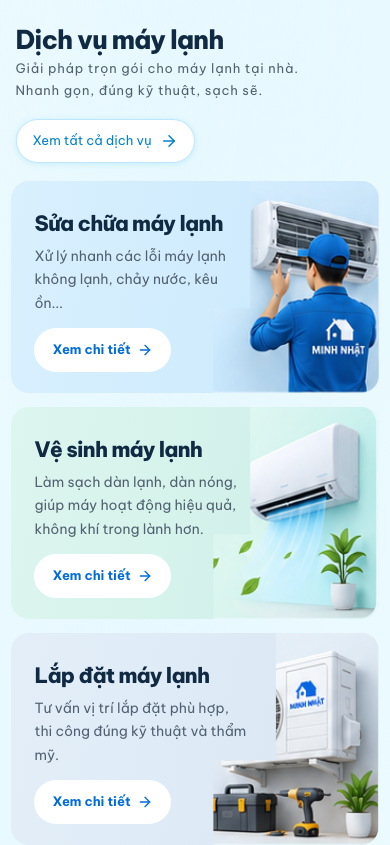 Dịch vụ máy lạnh
Giải pháp trọn gói cho máy lạnh tại nhà.
Nhanh gọn, đúng kỹ thuật, sạch sẽ.
Xem tất cả dịch vụ →
Sửa chữa máy lạnh
Xử lý nhanh các lỗi máy lạnh
không lạnh, chảy nước, kêu
ồn...
Xem chi tiết →
MINH NHẬT
Vệ sinh máy lạnh
Làm sạch dàn lạnh, dàn nóng,
giúp máy hoạt động hiệu quả,
không khí trong lành hơn.
Xem chi tiết →
Lắp đặt máy lạnh
Tư vấn vị trí lắp đặt phù hợp,
thi công đúng kỹ thuật và thẩm
mỹ.
Xem chi tiết →
MINH NHẬT